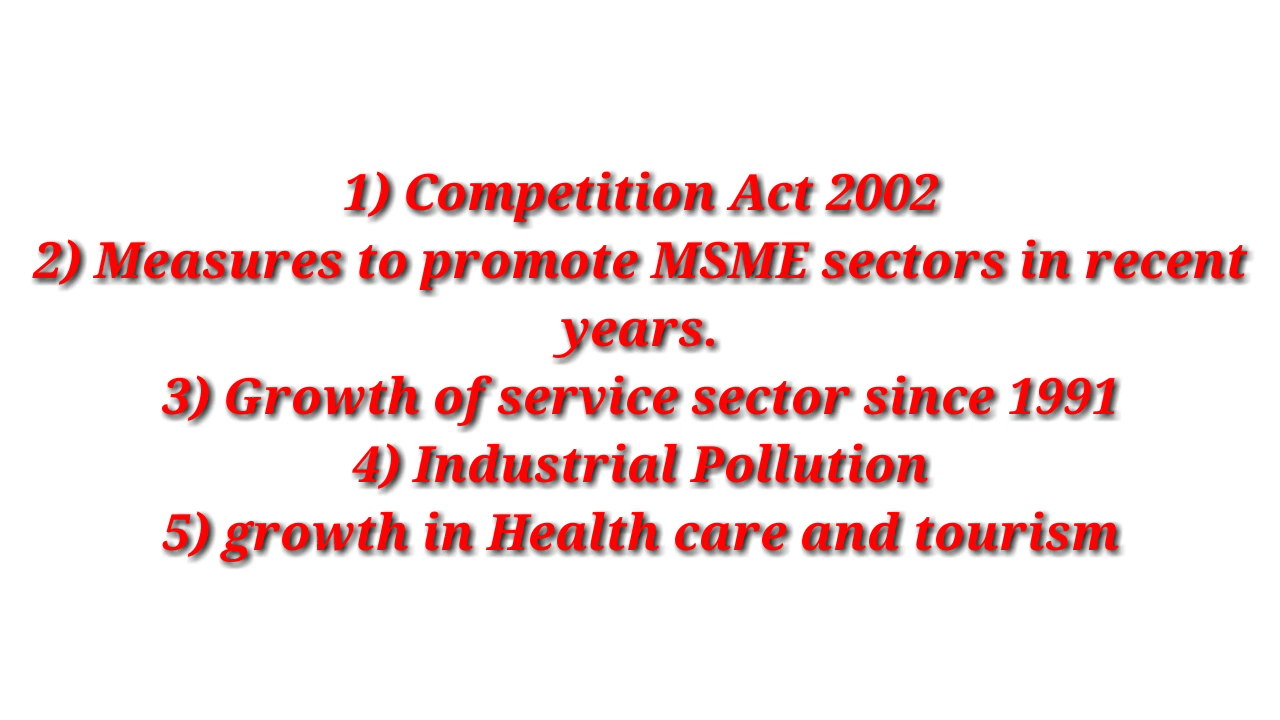 1) Competition Act 2002
2) Measures to promote MSME sectors in recent
years.
3) Growth of service sector since 1991
4) Industrial Pollution
5) growth in Health care and tourism